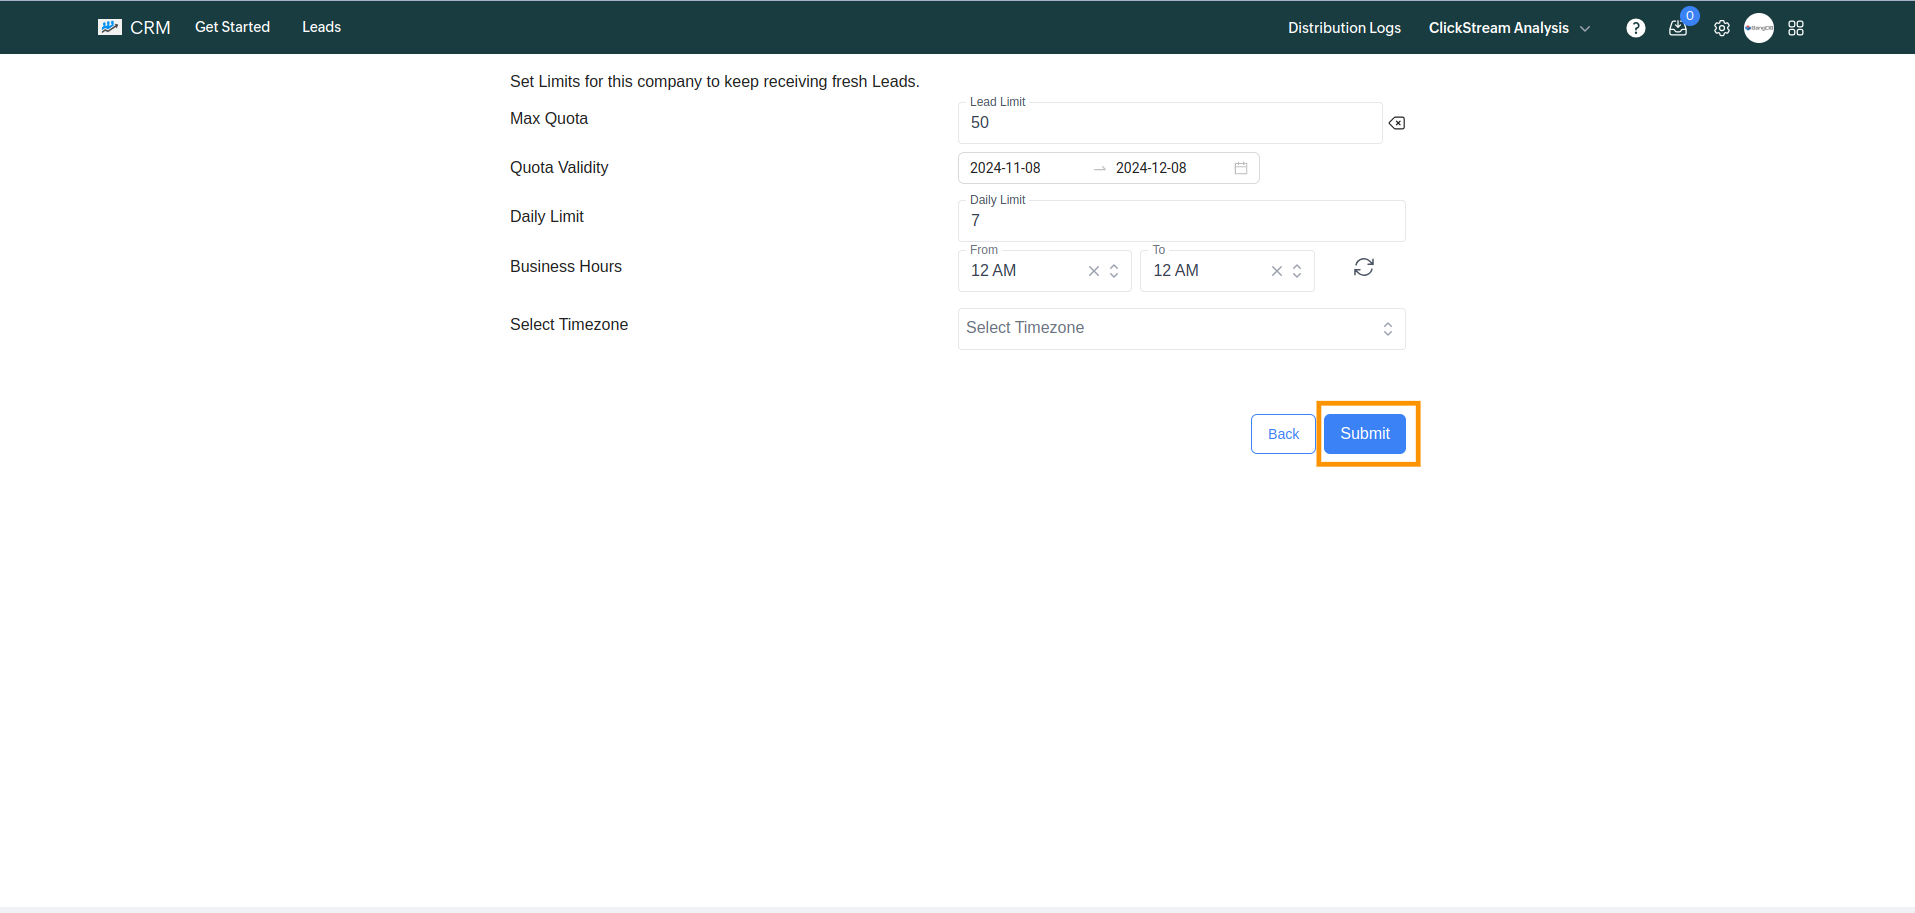 CRM Get Started Leads Distribution Logs ClickStream Analysis ? 0
Set Limits for this company to keep receiving fresh Leads.
Max Quota
Lead Limit
50
Quota Validity
2024-11-08 → 2024-12-08
Daily Limit
Daily Limit
7
Business Hours
From
12 AM
To
12 AM
Select Timezone
Select Timezone
Back
Submit